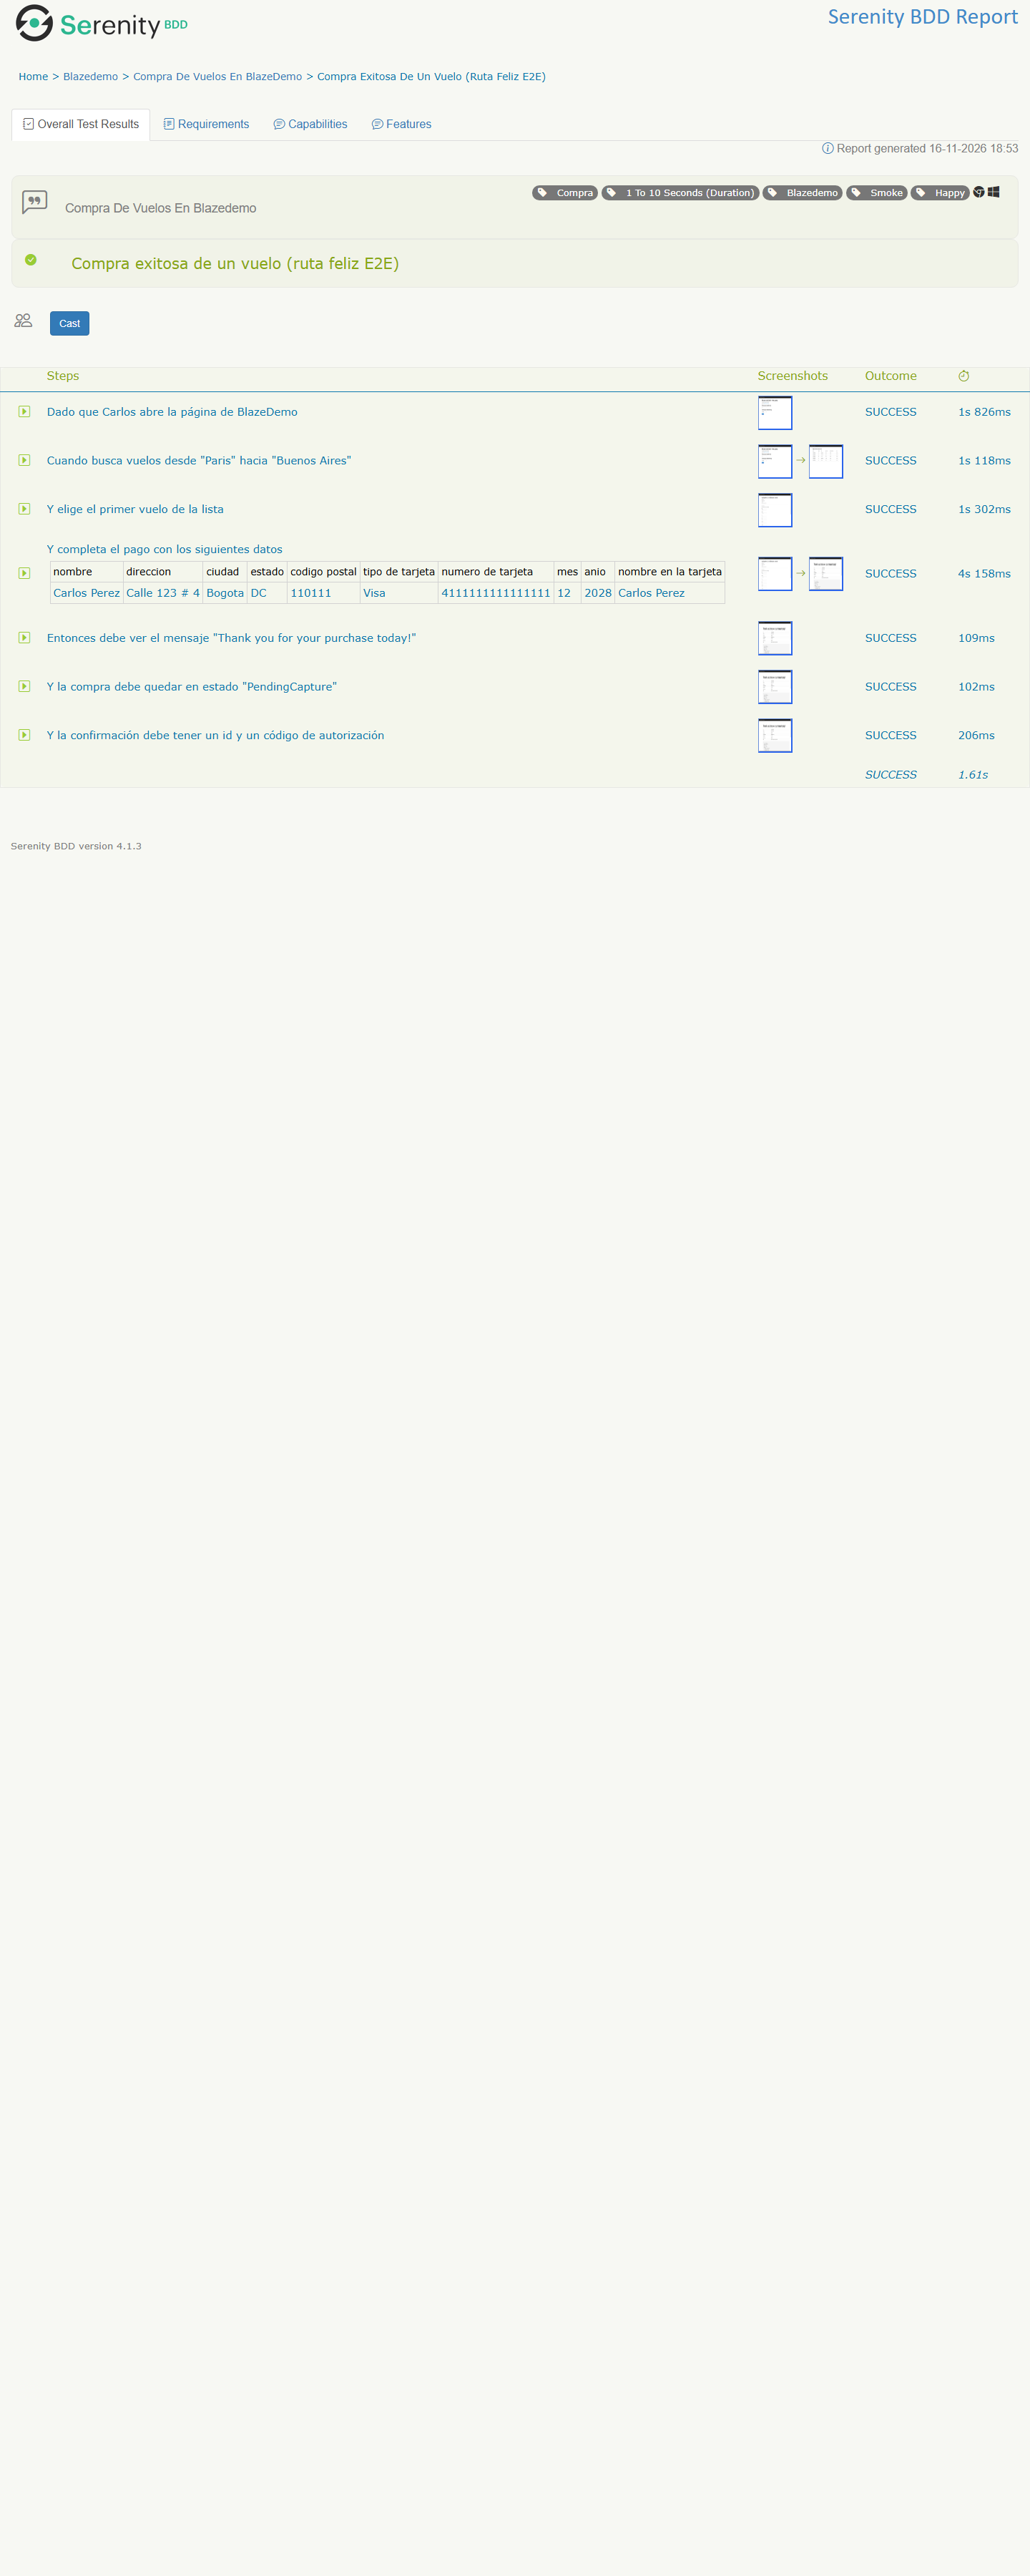 Serenity BDD
Serenity BDD Report
Home > Blazedemo > Compra De Vuelos En BlazeDemo > Compra Exitosa De Un Vuelo (Ruta Feliz E2E)
Overall Test Results Requirements Capabilities Features
Report generated 16-11-2026 18:53
Compra 1 To 10 Seconds (Duration) Blazedemo Smoke Happy
Compra De Vuelos En Blazedemo
Compra exitosa de un vuelo (ruta feliz E2E)
Cast
Steps Screenshots Outcome
Dado que Carlos abre la página de BlazeDemo SUCCESS 1s 826ms
Cuando busca vuelos desde "Paris" hacia "Buenos Aires" SUCCESS 1s 118ms
Y elige el primer vuelo de la lista SUCCESS 1s 302ms
Y completa el pago con los siguientes datos
nombre direccion ciudad estado codigo postal tipo de tarjeta numero de tarjeta mes anio nombre en la tarjeta
SUCCESS 4s 158ms
Carlos Perez Calle 123 # 4 Bogota DC 110111 Visa 4111111111111111 12 2028 Carlos Perez
Entonces debe ver el mensaje "Thank you for your purchase today!" SUCCESS 109ms
Y la compra debe quedar en estado "PendingCapture" SUCCESS 102ms
Y la confirmación debe tener un id y un código de autorización SUCCESS 206ms
SUCCESS 1.61s
Serenity BDD version 4.1.3